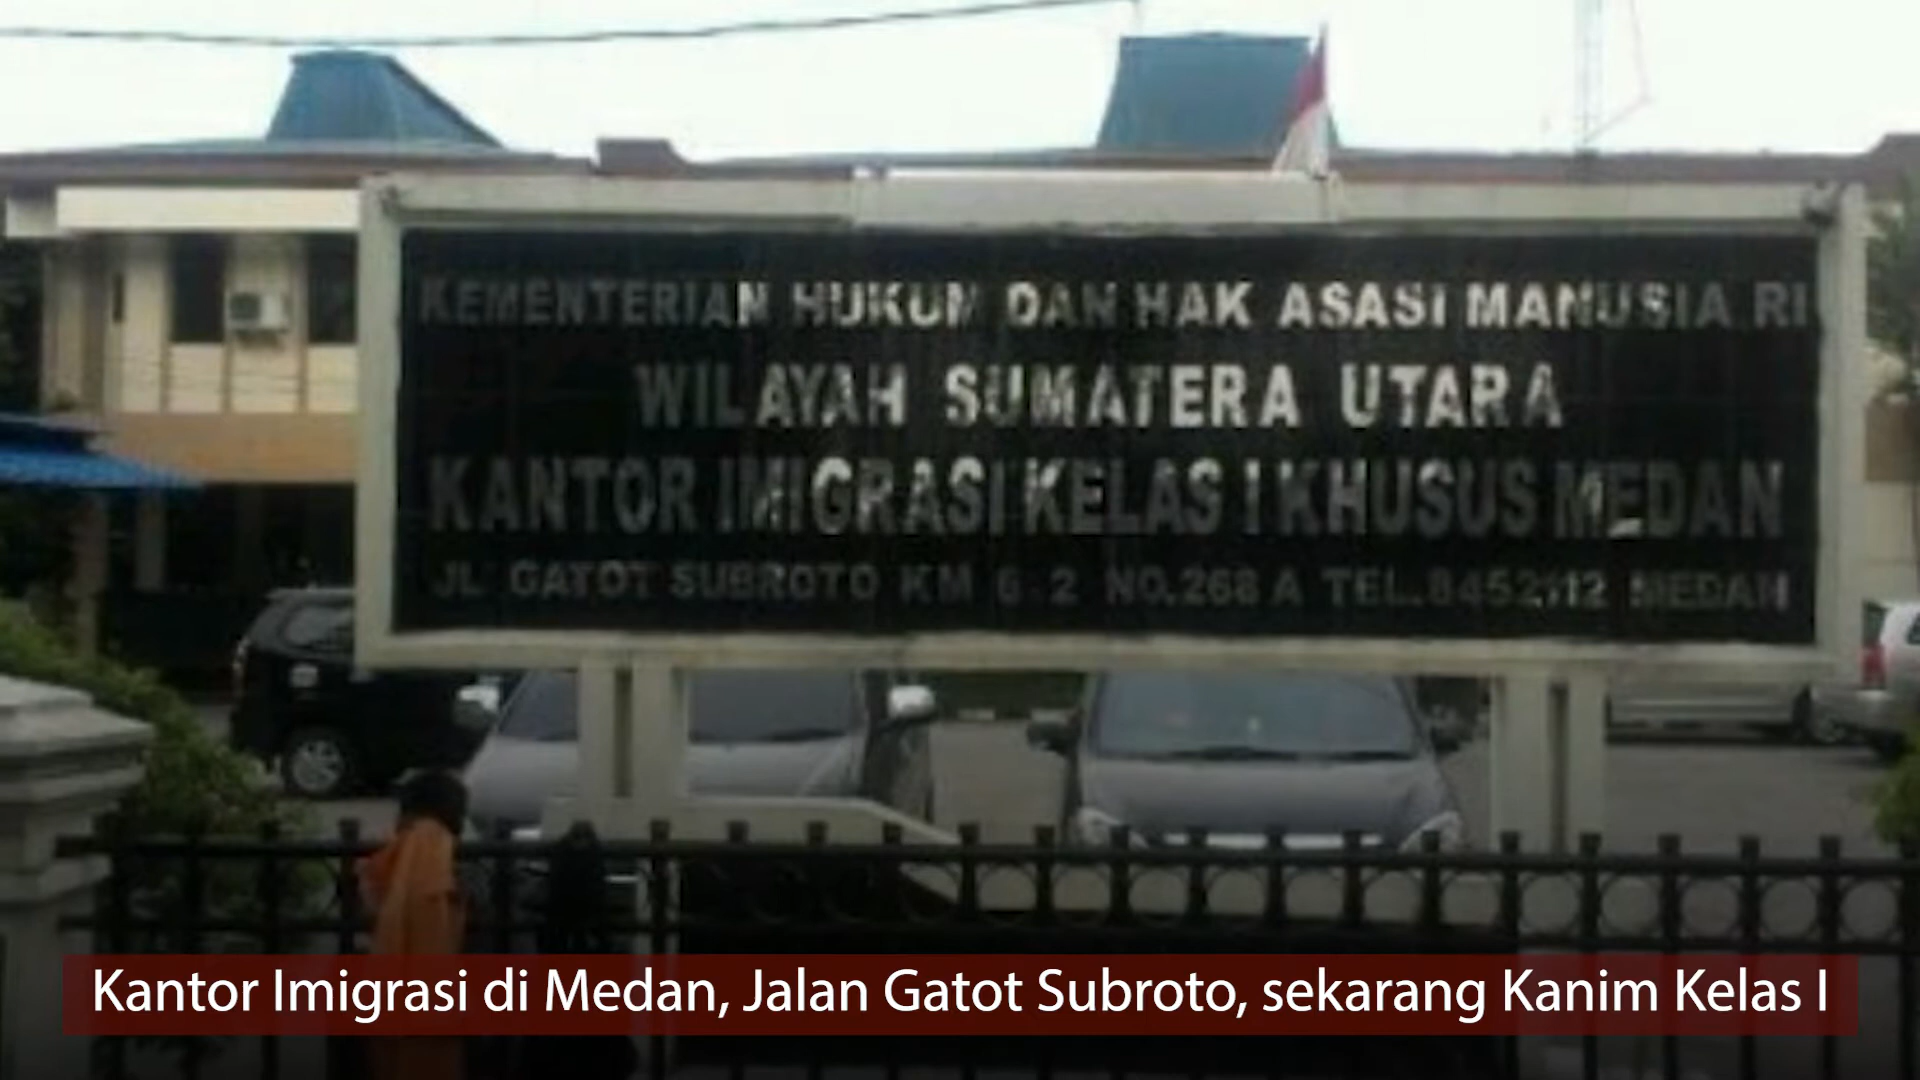 KEMENTERIAN HUKUM DAN HAK ASASI MANUSIA RI
WILAYAH SUMATERA UTARA
KANTOR IMIGRASI KELAS I KHUSUS MEDAN
JL GATOT SUBROTO KM 6.2 NO.268 A TEL. MEDAN
Kantor Imigrasi di Medan, Jalan Gatot Subroto, sekarang Kanim Kelas I